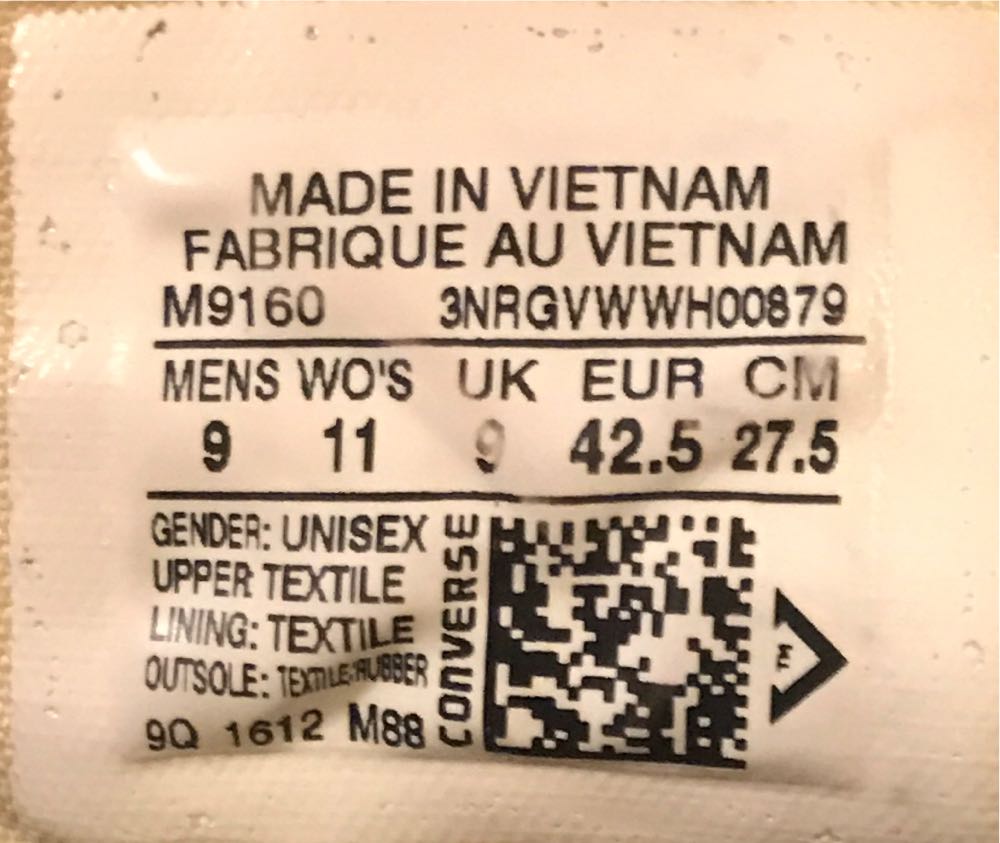 MADE IN VIETNAM
FABRIQUE AU VIETNAM
M9160 3NRGVWWH00879
MENS WO'S UK EUR CM
9 11 9 42.5 27.5
GENDER: UNISEX
UPPER TEXTILE
LINING: TEXTILE
OUTSOLE: TEXTILE/RUBBER
9Q 1612 M88
CONVERSE
TM